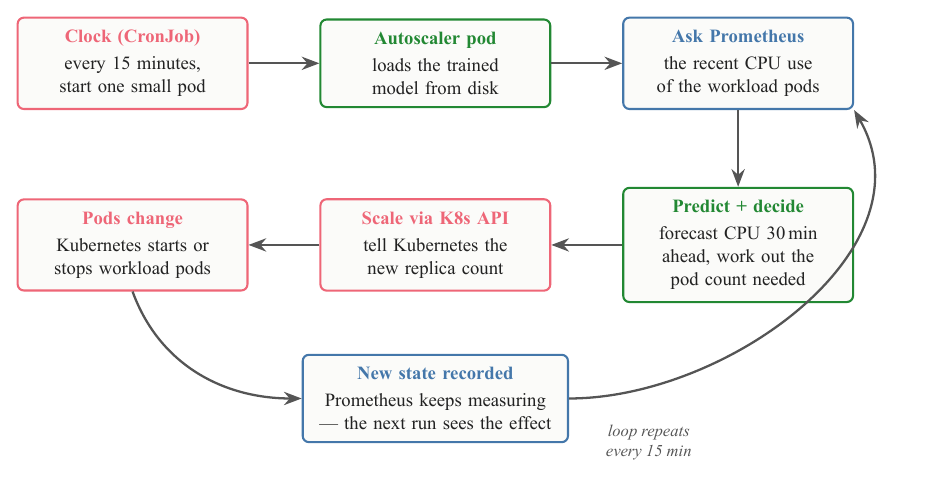 Clock (CronJob)
every 15 minutes,
start one small pod
Autoscaler pod
loads the trained
model from disk
Ask Prometheus
the recent CPU use
of the workload pods
Predict + decide
forecast CPU 30 min
ahead, work out the
pod count needed
Scale via K8s API
tell Kubernetes the
new replica count
Pods change
Kubernetes starts or
stops workload pods
New state recorded
Prometheus keeps measuring
— the next run sees the effect
loop repeats
every 15 min